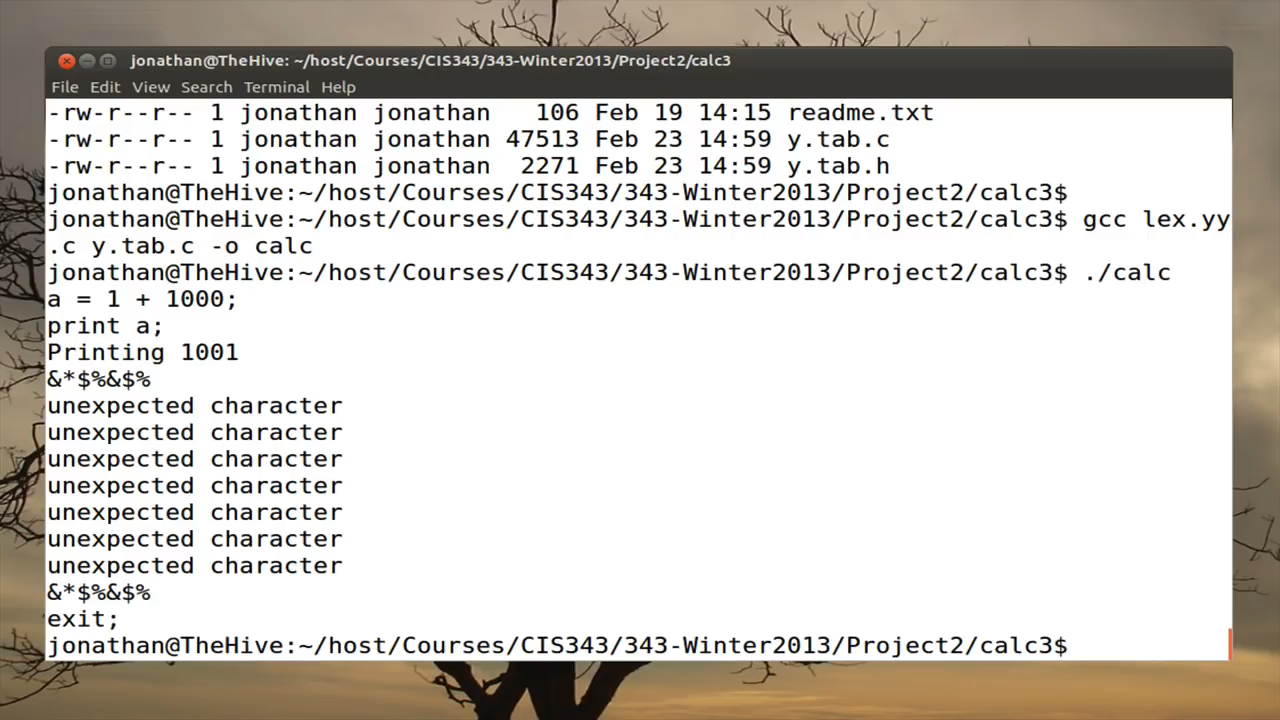 jonathan@TheHive: ~/host/Courses/CIS343/343-Winter2013/Project2/calc3
File Edit View Search Terminal Help
-rw-r--r-- 1 jonathan jonathan   106 Feb 19 14:15 readme.txt
-rw-r--r-- 1 jonathan jonathan 47513 Feb 23 14:59 y.tab.c
-rw-r--r-- 1 jonathan jonathan  2271 Feb 23 14:59 y.tab.h
jonathan@TheHive:~/host/Courses/CIS343/343-Winter2013/Project2/calc3$
jonathan@TheHive:~/host/Courses/CIS343/343-Winter2013/Project2/calc3$ gcc lex.yy
.c y.tab.c -o calc
jonathan@TheHive:~/host/Courses/CIS343/343-Winter2013/Project2/calc3$ ./calc
a = 1 + 1000;
print a;
Printing 1001
&*$%&$%
unexpected character
unexpected character
unexpected character
unexpected character
unexpected character
unexpected character
unexpected character
&*$%&$%
exit;
jonathan@TheHive:~/host/Courses/CIS343/343-Winter2013/Project2/calc3$